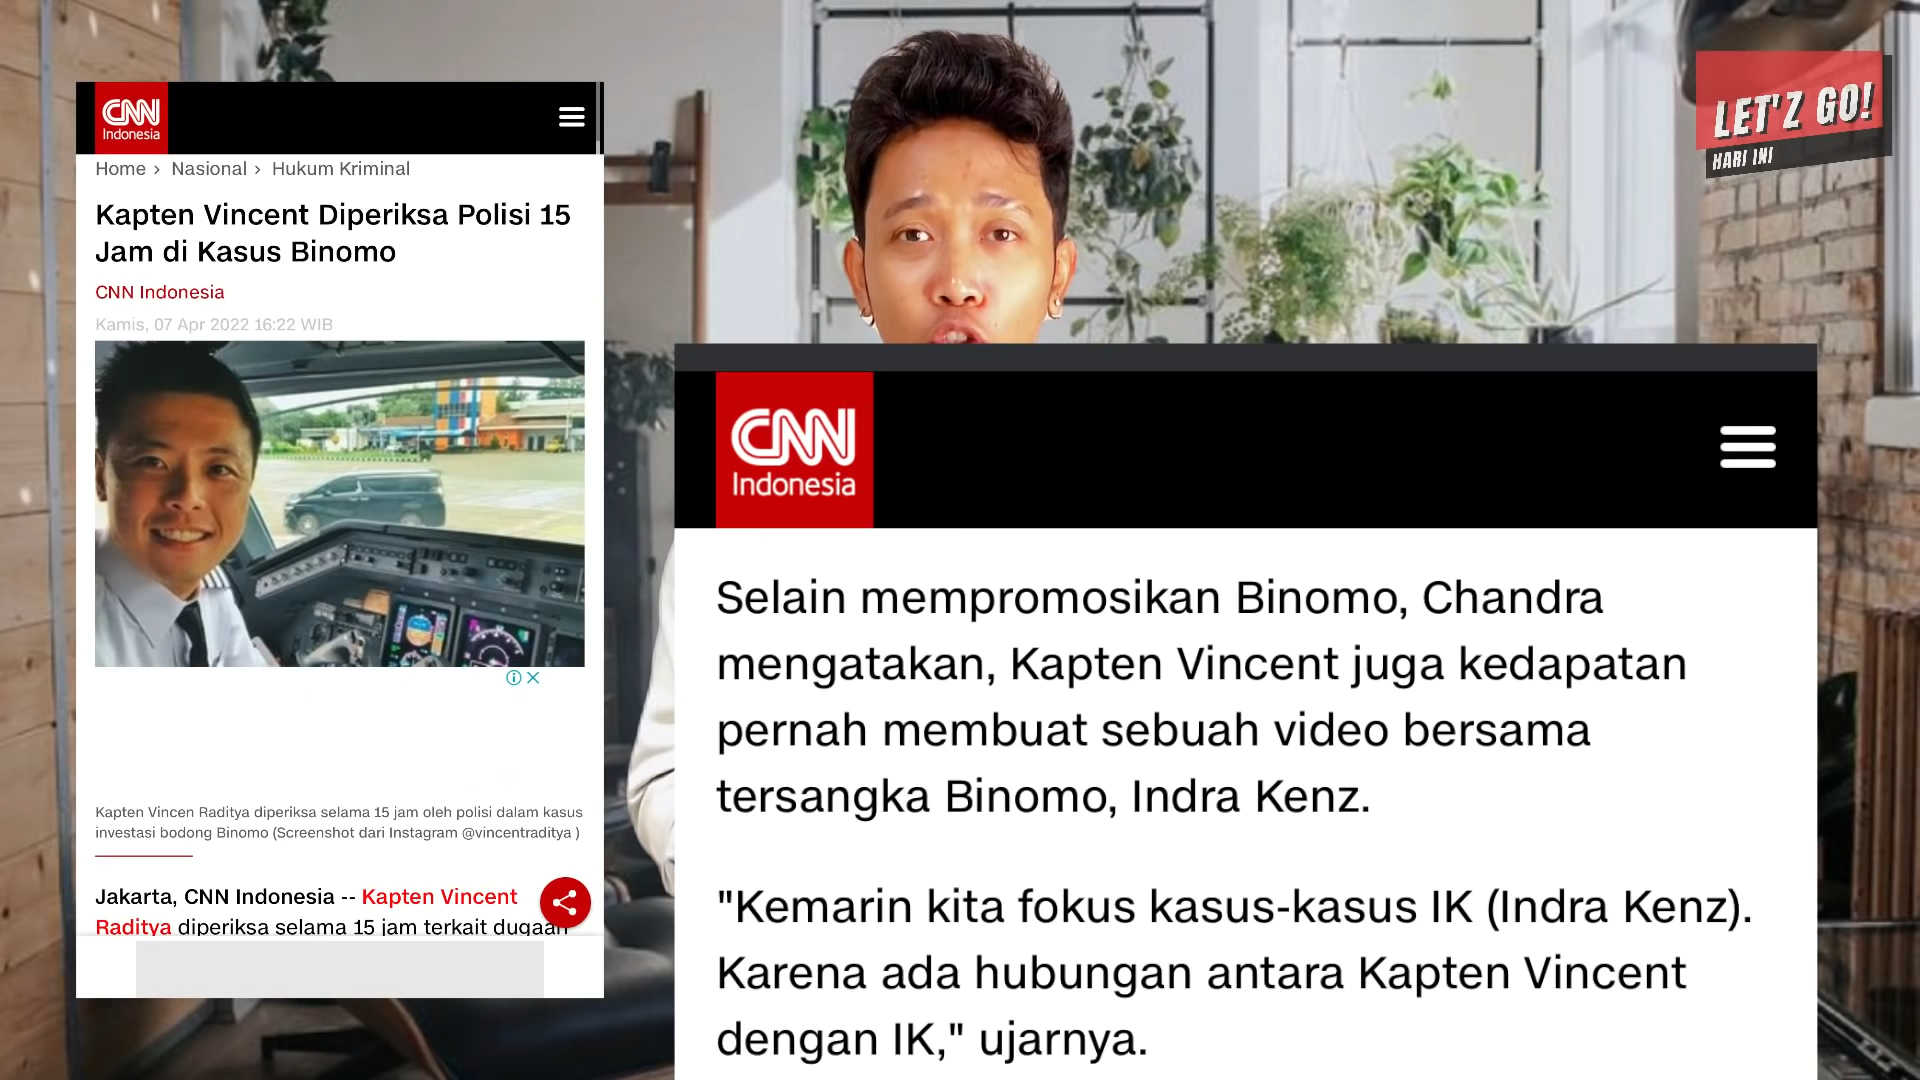 CNN
Indonesia
Home › Nasional › Hukum Kriminal
Kapten Vincent Diperiksa Polisi 15
Jam di Kasus Binomo
CNN Indonesia
Kamis, 07 Apr 2022 16:22 WIB
Kapten Vincen Raditya diperiksa selama 15 jam oleh polisi dalam kasus
investasi bodong Binomo (Screenshot dari Instagram @vincentraditya )
Jakarta, CNN Indonesia -- Kapten Vincent
Raditya diperiksa selama 15 jam terkait dugaan
LET'Z GO!
HARI INI
CNN
Indonesia
Selain mempromosikan Binomo, Chandra
mengatakan, Kapten Vincent juga kedapatan
pernah membuat sebuah video bersama
tersangka Binomo, Indra Kenz.
"Kemarin kita fokus kasus-kasus IK (Indra Kenz).
Karena ada hubungan antara Kapten Vincent
dengan IK," ujarnya.